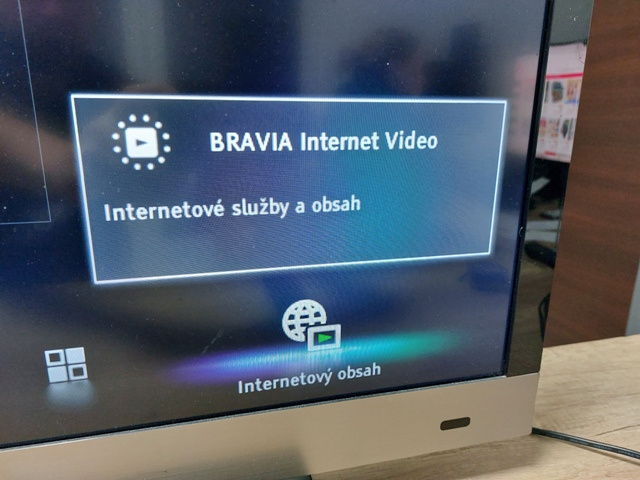 BRAVIA Internet Video
Internetové služby a obsah
Internetový obsah